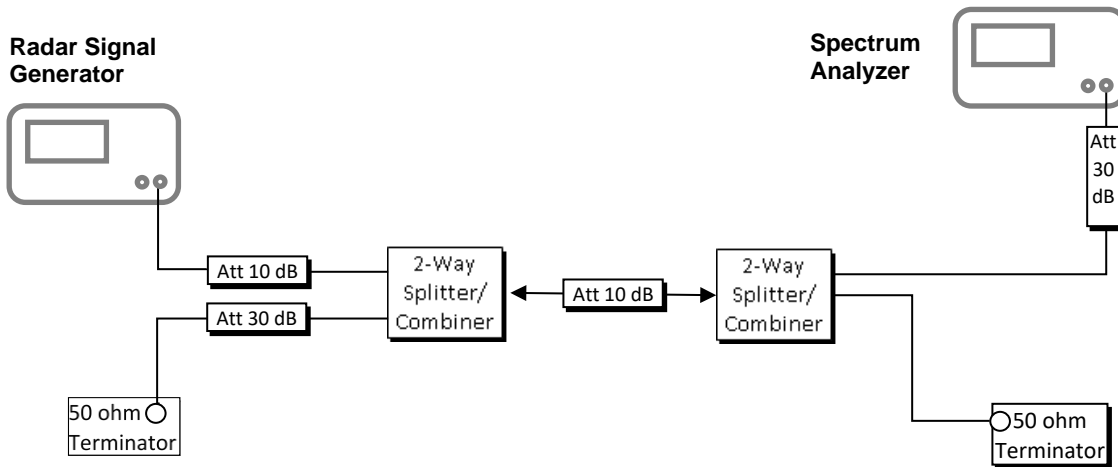 Radar Signal
Generator
Spectrum
Analyzer
Att
30
dB
Att 10 dB
Att 30 dB
2-Way
Splitter/
Combiner
Att 10 dB
2-Way
Splitter/
Combiner
50 ohm
Terminator
50 ohm
Terminator